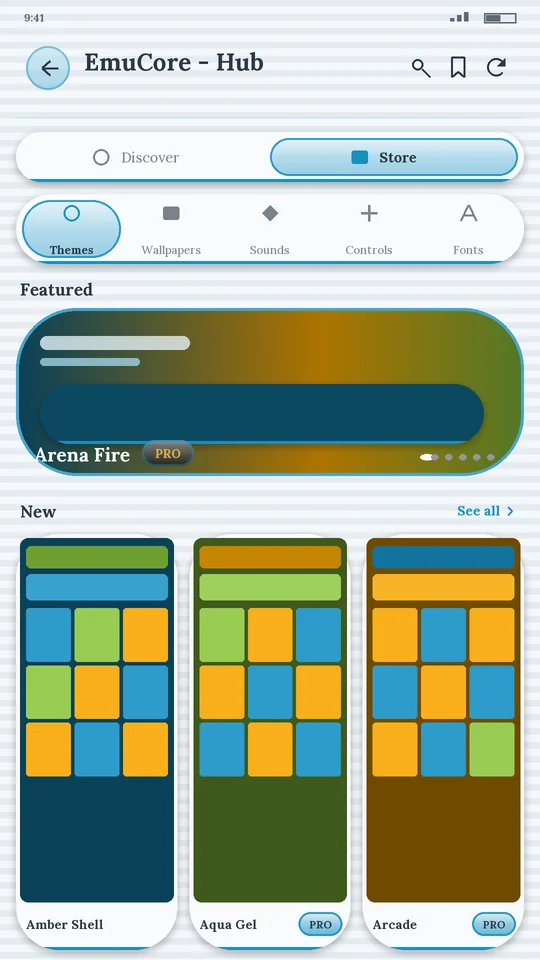 9:41
EmuCore - Hub
Discover
Store
Themes
Wallpapers
Sounds
Controls
Fonts
Featured
Arena Fire
PRO
New
See all
Amber Shell
Aqua Gel
PRO
Arcade
PRO